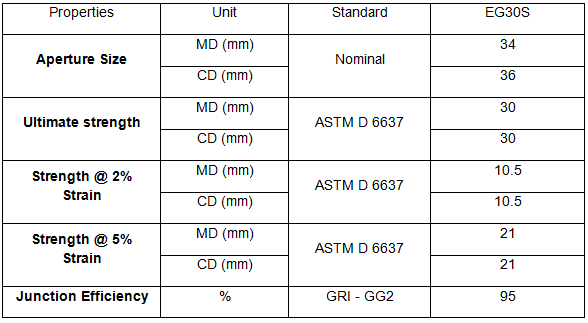 Properties Unit Standard EG30S
Aperture Size MD (mm) Nominal 34
CD (mm) 36
Ultimate strength MD (mm) ASTM D 6637 30
CD (mm) 30
Strength @ 2% Strain MD (mm) ASTM D 6637 10.5
CD (mm) 10.5
Strength @ 5% Strain MD (mm) ASTM D 6637 21
CD (mm) 21
Junction Efficiency % GRI - GG2 95